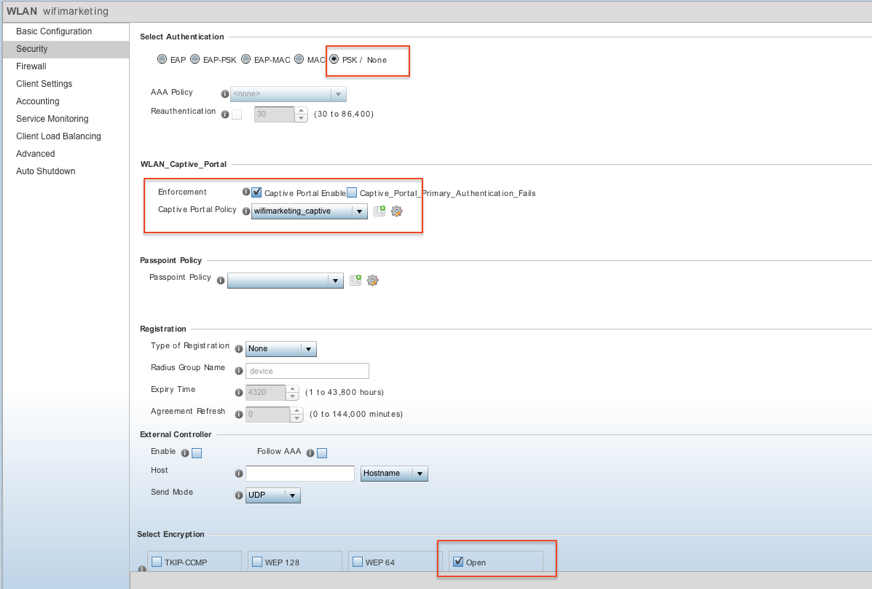 WLAN wifimarketing
Basic Configuration
Security
Firewall
Client Settings
Accounting
Service Monitoring
Client Load Balancing
Advanced
Auto Shutdown
Select Authentication
EAP EAP-PSK EAP-MAC MAC PSK / None
AAA Policy <none>
Reauthentication 30 (30 to 86,400)
WLAN_Captive_Portal
Enforcement Captive Portal Enable Captive_Portal_Primary_Authentication_Fails
Captive Portal Policy wifimarketing_captive
Passpoint Policy
Passpoint Policy
Registration
Type of Registration None
Radius Group Name device
Expiry Time 4320 (1 to 43,800 hours)
Agreement Refresh 0 (0 to 144,000 minutes)
External Controller
Enable Follow AAA
Host Hostname
Send Mode UDP
Select Encryption
TKIP-CCMP WEP 128 WEP 64 Open